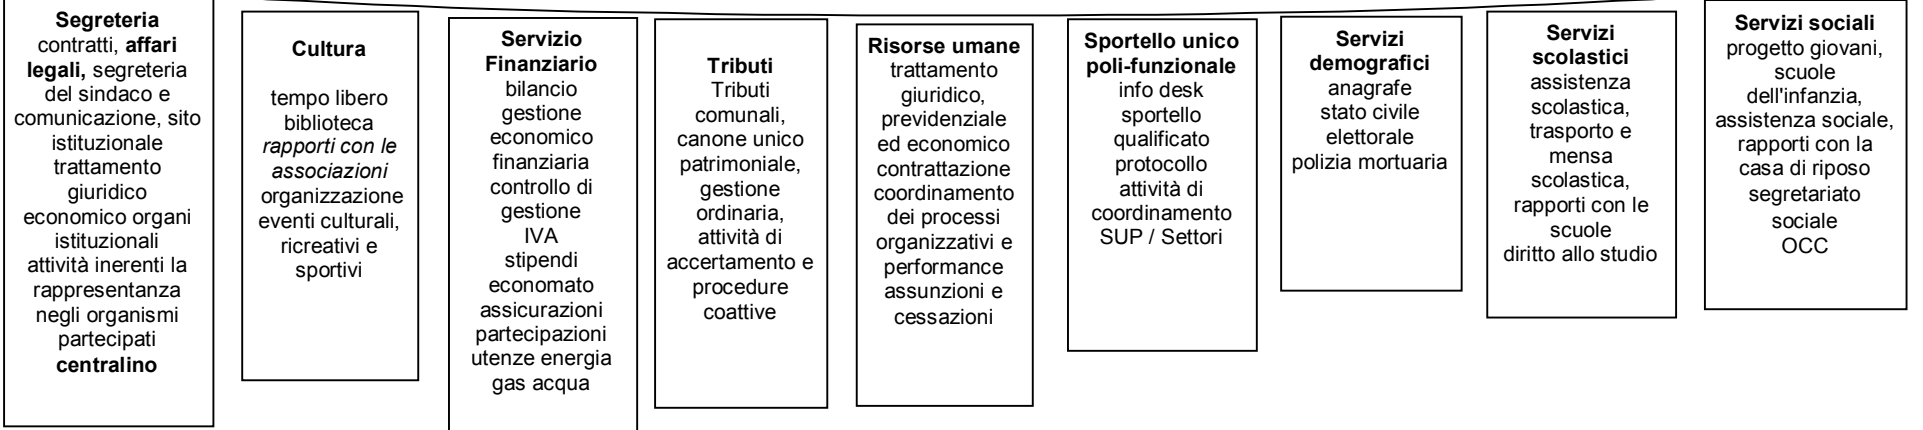 Segreteria
contratti, affari
legali, segreteria
del sindaco e
comunicazione, sito
istituzionale
trattamento
giuridico
economico organi
istituzionali
attività inerenti la
rappresentanza
negli organismi
partecipati
centralino
Cultura
tempo libero
biblioteca
rapporti con le
associazioni
organizzazione
eventi culturali,
ricreativi e
sportivi
Servizio
Finanziario
bilancio
gestione
economico
finanziaria
controllo di
gestione
IVA
stipendi
economato
assicurazioni
partecipazioni
utenze energia
gas acqua
Tributi
Tributi
comunali,
canone unico
patrimoniale,
gestione
ordinaria,
attività di
accertamento e
procedure
coattive
Risorse umane
trattamento
giuridico,
previdenziale
ed economico
contrattazione
coordinamento
dei processi
organizzativi e
performance
assunzioni e
cessazioni
Sportello unico
poli-funzionale
info desk
sportello
qualificato
protocollo
attività di
coordinamento
SUP / Settori
Servizi
demografici
anagrafe
stato civile
elettorale
polizia mortuaria
Servizi
scolastici
assistenza
scolastica,
trasporto e
mensa
scolastica,
rapporti con le
scuole
diritto allo studio
Servizi sociali
progetto giovani,
scuole
dell'infanzia,
assistenza sociale,
rapporti con la
casa di riposo
segretariato
sociale
OCC